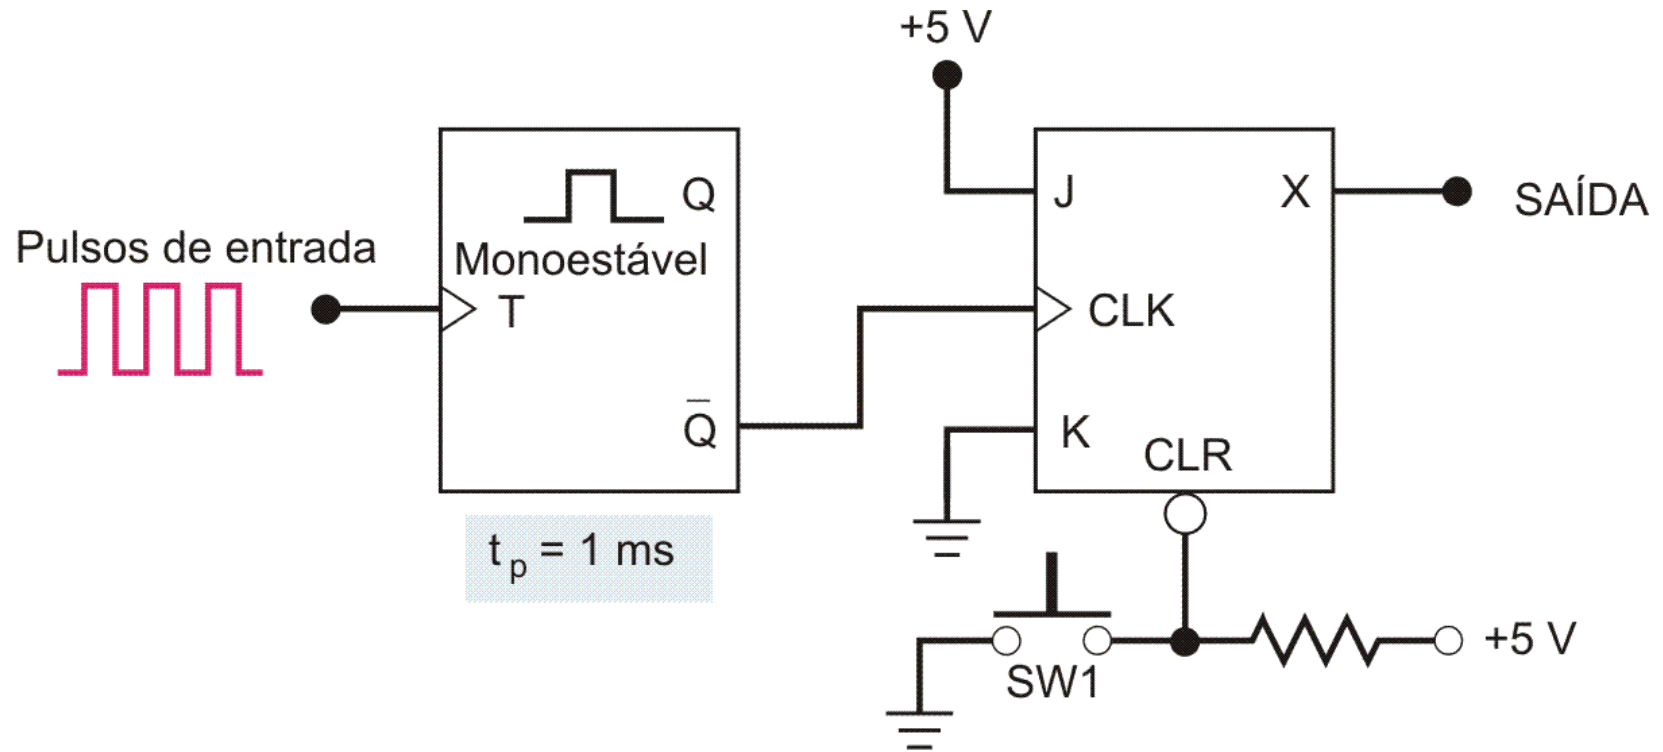 +5 V
Q
J
X
SAÍDA
Pulsos de entrada
Monoestável
T
CLK
Q̅
K
CLR
t p = 1 ms
SW1
+5 V